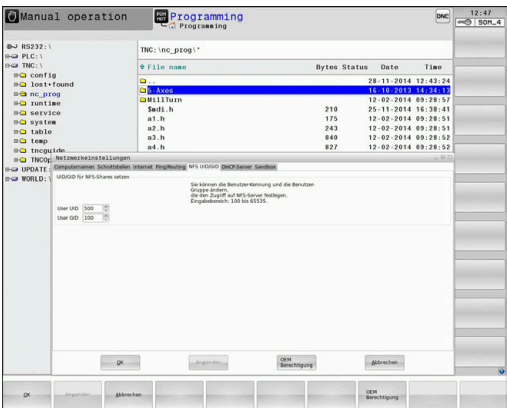 Manual operation
PGM
MGT
Programming
Programming
DNC
12:47
SOM_4
RS232:\
PLC:\
TNC:\
config
lost+found
nc_prog
runtime
service
system
table
temp
tncguide
UPDATE:
WORLD:\
TNC:\nc_prog\*
File name Bytes Status Date Time
.. 28-11-2014 12:43:24
5-Axes 16-10-2013 14:34:13
MillTurn 12-02-2014 09:28:57
$mdi.h 210 25-11-2014 16:38:41
a1.h 175 12-02-2014 09:28:51
a2.h 243 12-02-2014 09:28:51
a3.h 840 12-02-2014 09:28:52
a4.h 827 12-02-2014 09:28:52
Netzwerkeinstellungen
Computernamen Schnittstellen Internet Ping/Routing NFS UID/GID DHCP-Server Sandbox
UID/GID für NFS-Shares setzen
Sie können die Benutzer-Kennung und die Benutzer-
Gruppe ändern,
die den Zugriff auf NFS-Server festlegen.
Eingabebereich: 100 bis 65535.
User UID 500
User GID 100
OK Anwenden OEM Berechtigung Abbrechen
OK Anwenden Abbrechen OEM Berechtigung